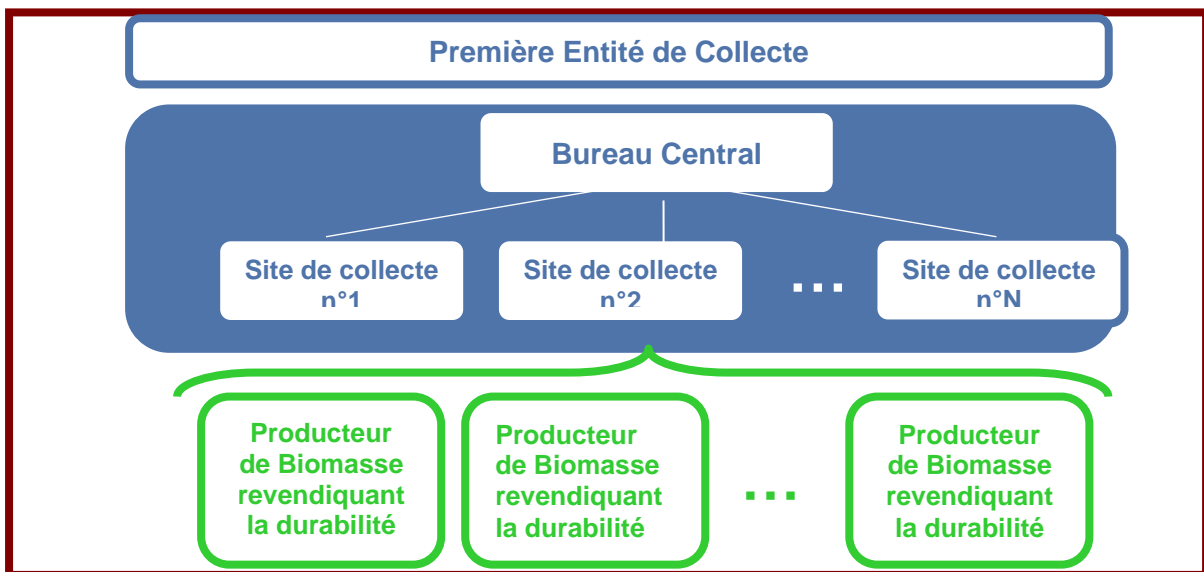 Première Entité de Collecte
Bureau Central
Site de collecte
n°1
Site de collecte
n°2
...
Site de collecte
n°N
Producteur
de Biomasse
revendiquant
la durabilité
Producteur
de Biomasse
revendiquant
la durabilité
...
Producteur
de Biomasse
revendiquant
la durabilité